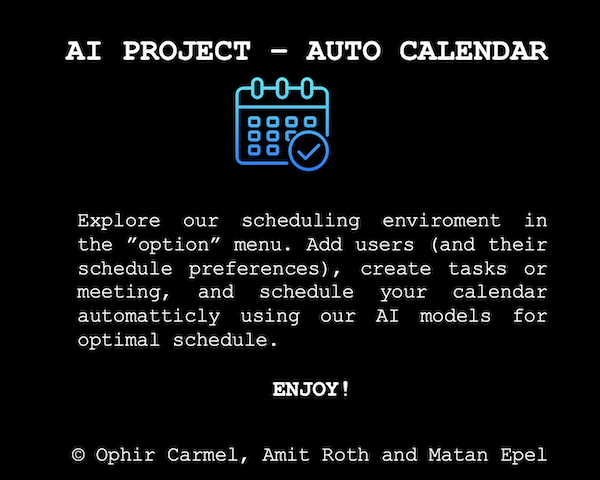 AI PROJECT – AUTO CALENDAR
Explore our scheduling enviroment in
the ”option” menu. Add users (and their
schedule preferences), create tasks or
meeting, and schedule your calendar
automatticly using our AI models for
optimal schedule.
ENJOY!
© Ophir Carmel, Amit Roth and Matan Epel